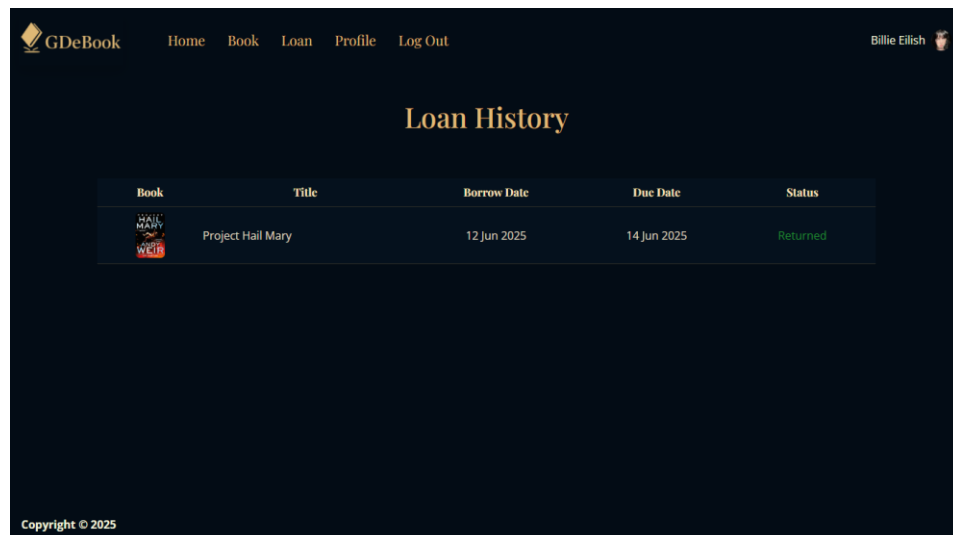 GDeBook Home Book Loan Profile Log Out Billie Eilish
Loan History
Book Title Borrow Date Due Date Status
HAIL
MARY
ANDY
WEIR
Project Hail Mary 12 Jun 2025 14 Jun 2025 Returned
Copyright © 2025